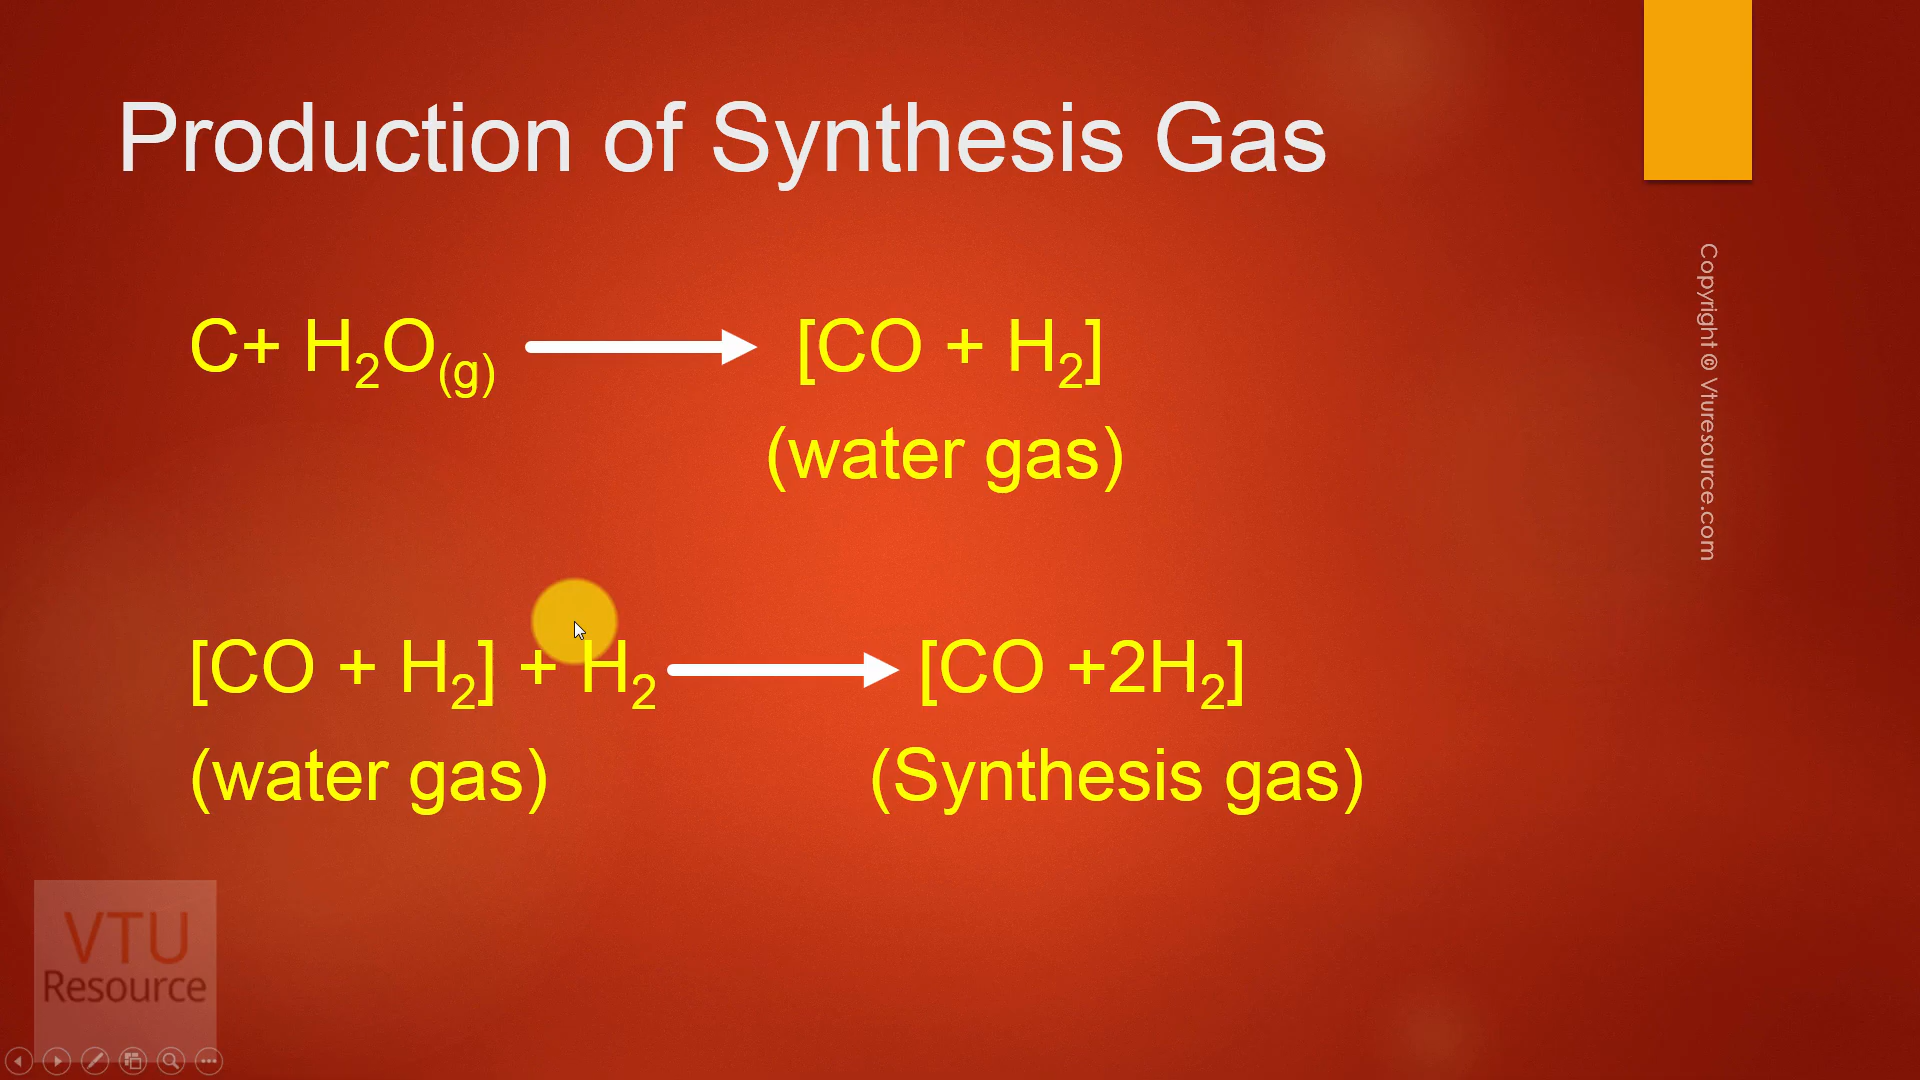 Production of Synthesis Gas
C+ H₂O₍g₎ ⟶ [CO + H₂]
(water gas)
[CO + H₂] + H₂ ⟶ [CO +2H₂]
(water gas) (Synthesis gas)
Copyright © Vturesource.com
VTU
Resource